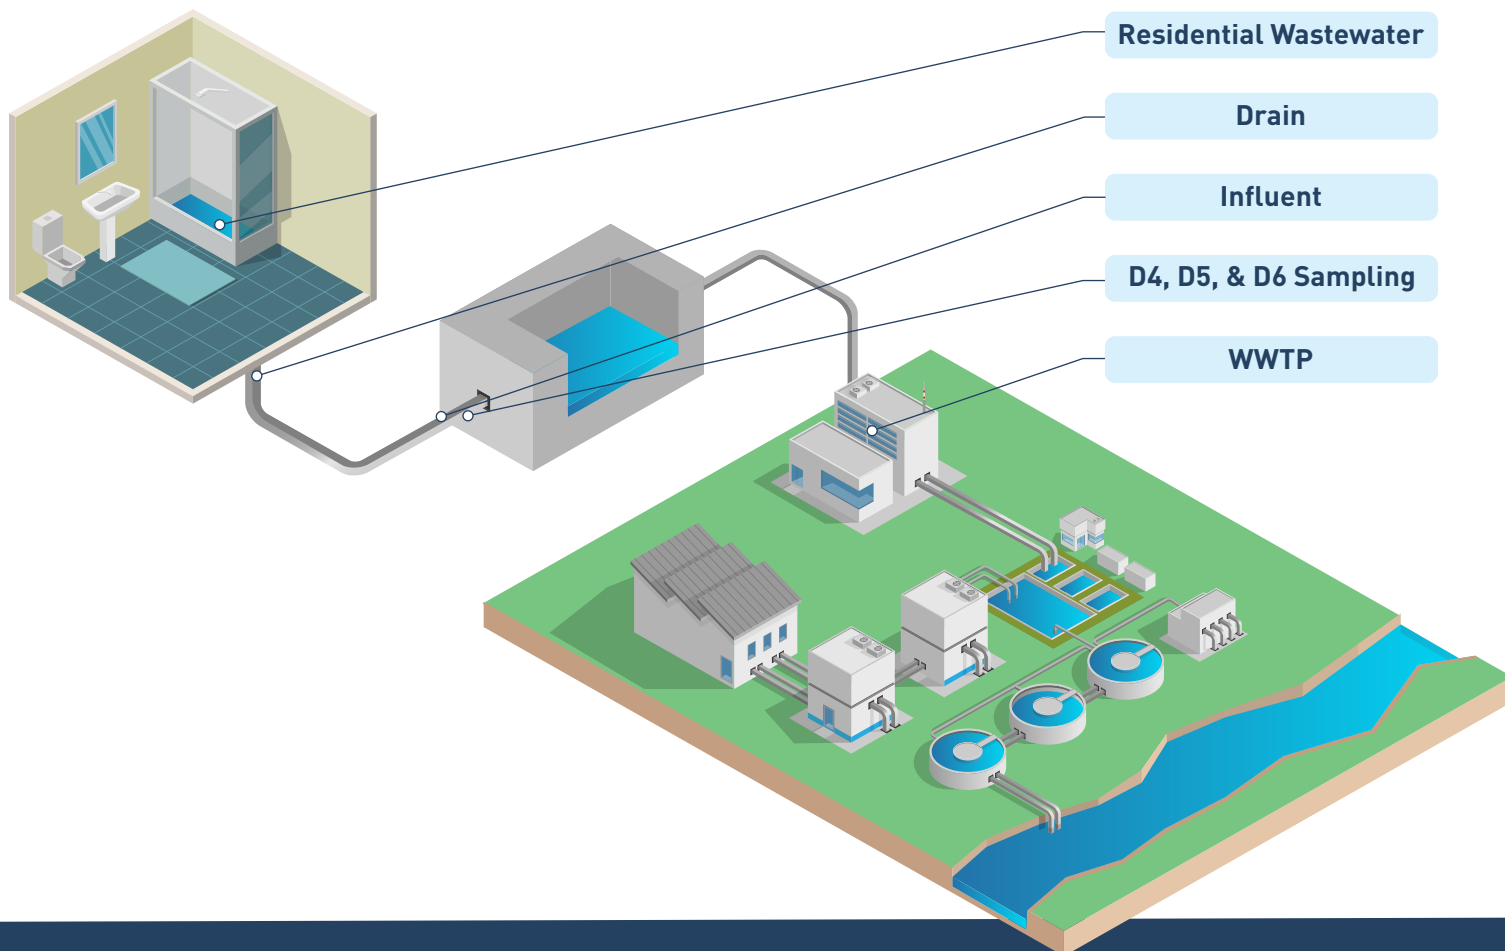 Residential Wastewater
Drain
Influent
D4, D5, & D6 Sampling
WWTP